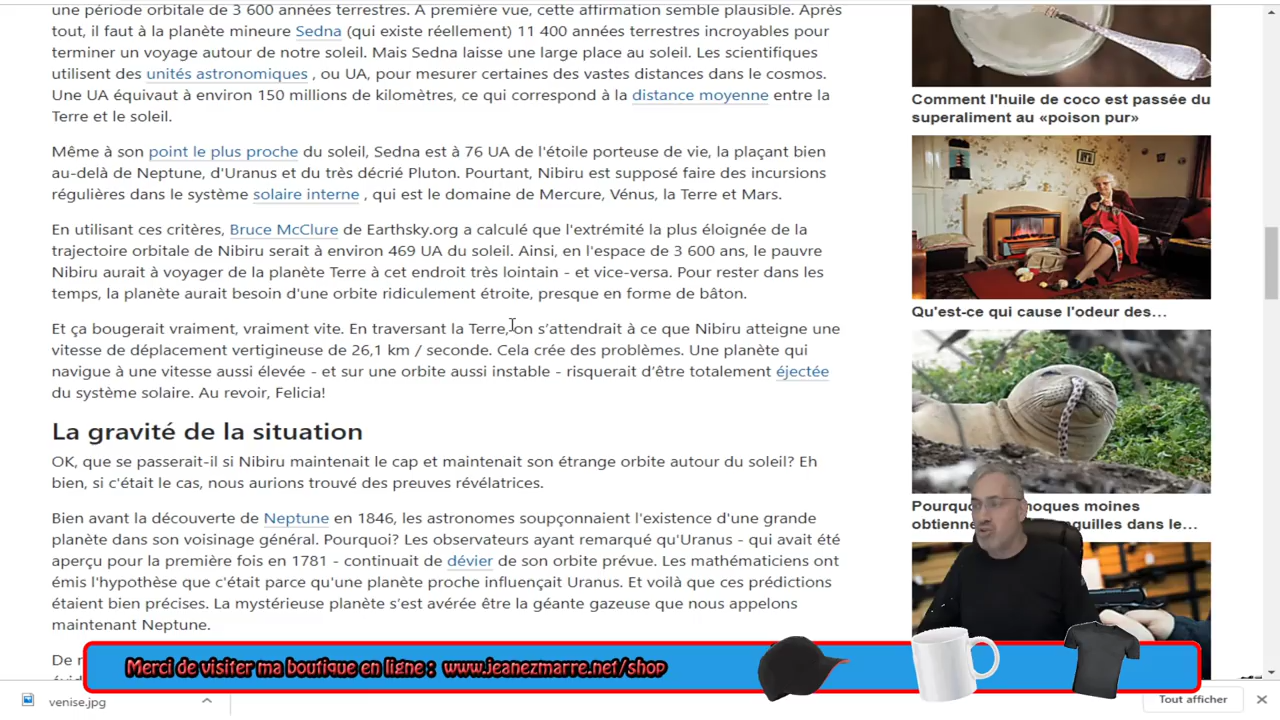 une période orbitale de 3 600 années terrestres. A première vue, cette affirmation semble plausible. Après
tout, il faut à la planète mineure Sedna (qui existe réellement) 11 400 années terrestres incroyables pour
terminer un voyage autour de notre soleil. Mais Sedna laisse une large place au soleil. Les scientifiques
utilisent des unités astronomiques , ou UA, pour mesurer certaines des vastes distances dans le cosmos.
Une UA équivaut à environ 150 millions de kilomètres, ce qui correspond à la distance moyenne entre la
Terre et le soleil.
Même à son point le plus proche du soleil, Sedna est à 76 UA de l'étoile porteuse de vie, la plaçant bien
au-delà de Neptune, d'Uranus et du très décrié Pluton. Pourtant, Nibiru est supposé faire des incursions
régulières dans le système solaire interne , qui est le domaine de Mercure, Vénus, la Terre et Mars.
En utilisant ces critères, Bruce McClure de Earthsky.org a calculé que l'extrémité la plus éloignée de la
trajectoire orbitale de Nibiru serait à environ 469 UA du soleil. Ainsi, en l'espace de 3 600 ans, le pauvre
Nibiru aurait à voyager de la planète Terre à cet endroit très lointain - et vice-versa. Pour rester dans les
temps, la planète aurait besoin d'une orbite ridiculement étroite, presque en forme de bâton.
Et ça bougerait vraiment, vraiment vite. En traversant la Terre, on s'attendrait à ce que Nibiru atteigne une
vitesse de déplacement vertigineuse de 26,1 km / seconde. Cela crée des problèmes. Une planète qui
navigue à une vitesse aussi élevée - et sur une orbite aussi instable - risquerait d'être totalement éjectée
du système solaire. Au revoir, Felicia!
La gravité de la situation
OK, que se passerait-il si Nibiru maintenait le cap et maintenait son étrange orbite autour du soleil? Eh
bien, si c'était le cas, nous aurions trouvé des preuves révélatrices.
Bien avant la découverte de Neptune en 1846, les astronomes soupçonnaient l'existence d'une grande
planète dans son voisinage général. Pourquoi? Les observateurs ayant remarqué qu'Uranus - qui avait été
aperçu pour la première fois en 1781 - continuait de dévier de son orbite prévue. Les mathématiciens ont
émis l'hypothèse que c'était parce qu'une planète proche influençait Uranus. Et voilà que ces prédictions
étaient bien précises. La mystérieuse planète s'est avérée être la géante gazeuse que nous appelons
maintenant Neptune.
De
Comment l'huile de coco est passée du
superaliment au «poison pur»
Qu'est-ce qui cause l'odeur des...
moques moines
obtienne
nguilles dans le...
Merci de visiter ma boutique en ligne : www.jeanezmarre.net/shop
venise.jpg
Tout afficher